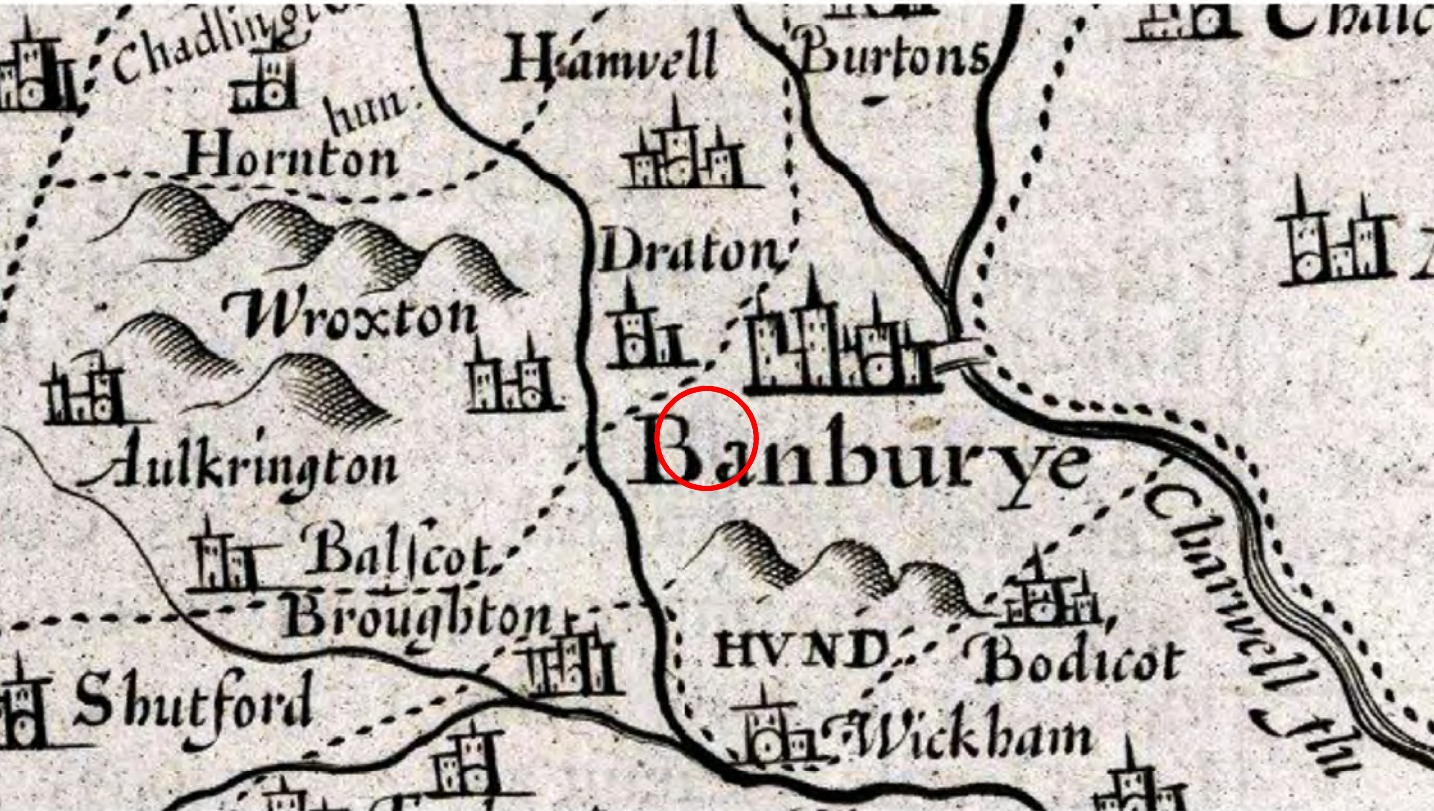 Chadlington
hun:
Hanwell
Burtons
Hornton
Draton
Wroxton
Aulkrington
Banburye
Balſcot
Broughton
HVND:
Bodicot
Charwell flu
Shutford
Wickham